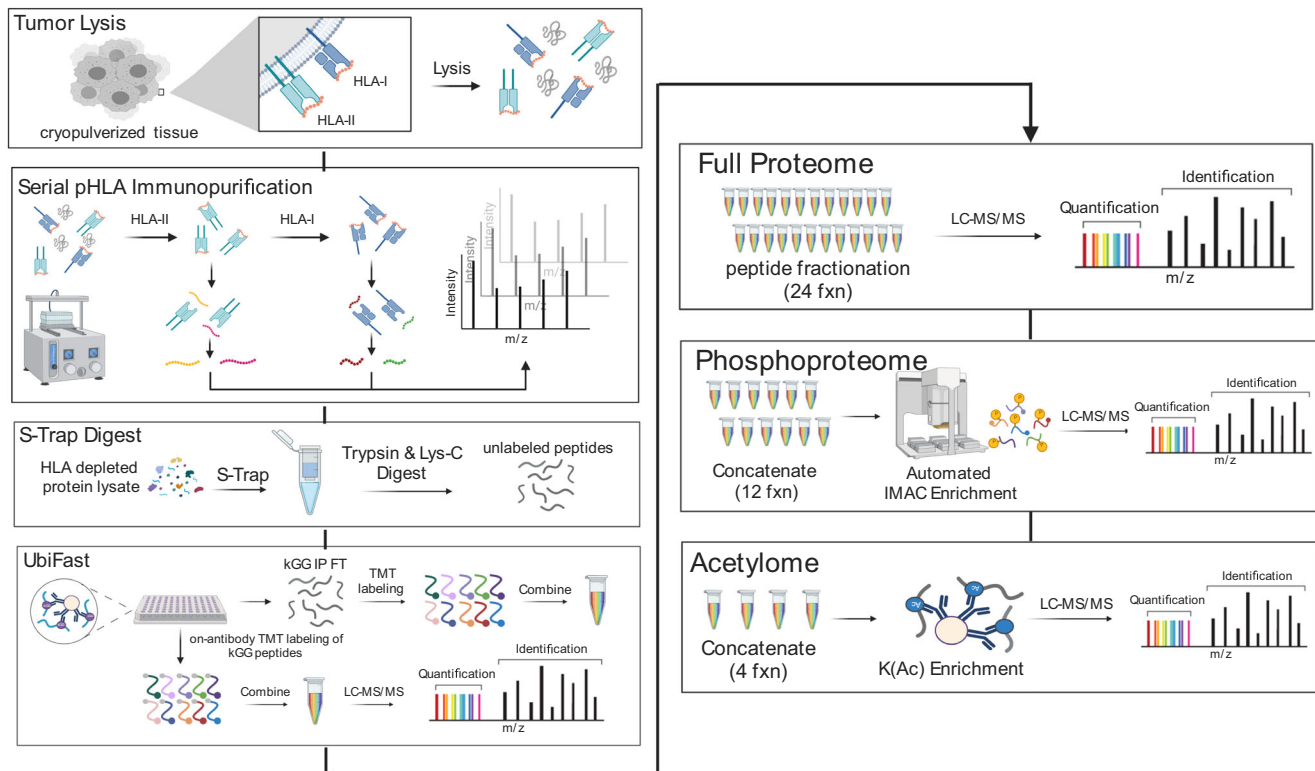 Tumor Lysis
HLA-I
HLA-II
Lysis
cryopulverized tissue
Serial pHLA Immunopurification
HLA-II
HLA-I
Intensity
m/z
Intensity
m/z
Intensity
m/z
S-Trap Digest
HLA depleted
protein lysate
S-Trap
Trypsin & Lys-C
Digest
unlabeled peptides
UbiFast
kGG IP FT
TMT
labeling
Combine
on-antibody TMT labeling of
kGG peptides
Combine
LC-MS/MS
Quantification
Identification
m/z
Full Proteome
peptide fractionation
(24 fxn)
LC-MS/MS
Quantification
Identification
m/z
Phosphoproteome
Concatenate
(12 fxn)
Automated
IMAC Enrichment
P
P
P
P
P
P
LC-MS/MS
Quantification
Identification
m/z
Acetylome
Concatenate
(4 fxn)
Ac
Ac
Ac
K(Ac) Enrichment
LC-MS/MS
Quantification
Identification
m/z